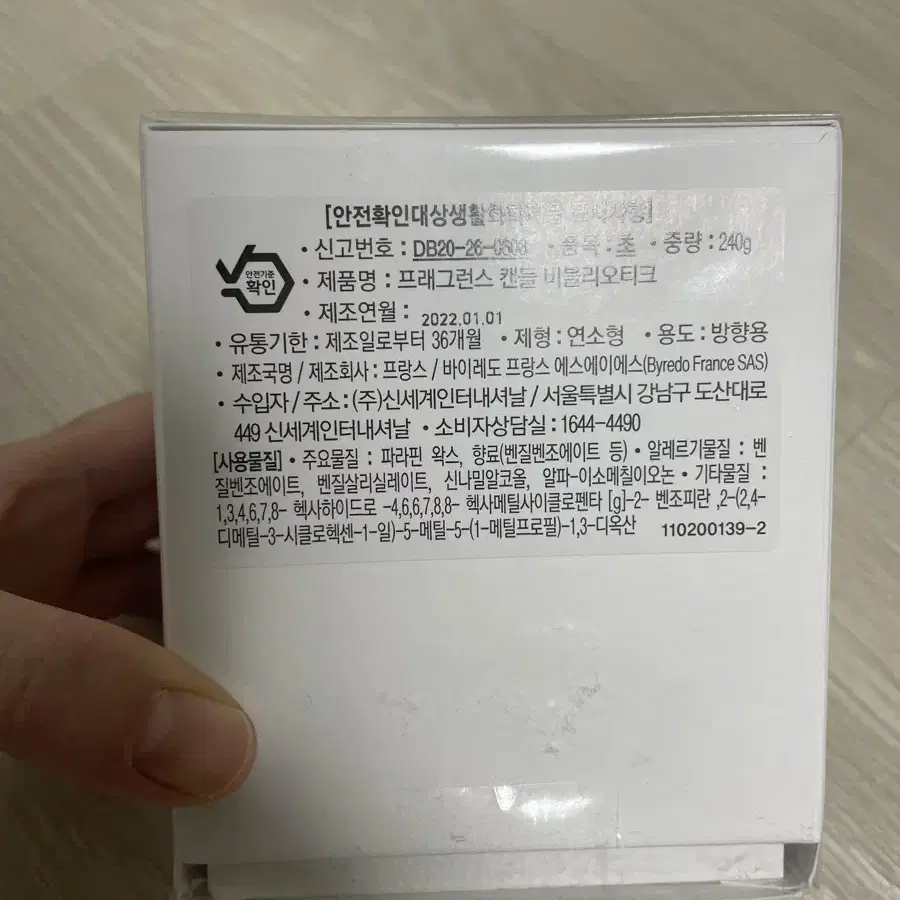 [안전확인대상생활화학제품 표시사항]
안전기준
확인
• 신고번호 : DB20-26-0503 • 품목 : 초 • 중량 : 240g
• 제품명 : 프래그런스 캔들 비블리오티크
• 제조연월 : 2022.01.01
• 유통기한 : 제조일로부터 36개월 • 제형 : 연소형 • 용도 : 방향용
• 제조국명 / 제조회사 : 프랑스 / 바이레도 프랑스 에스에이에스(Byredo France SAS)
• 수입자 / 주소 : (주)신세계인터내셔날 / 서울특별시 강남구 도산대로
449 신세계인터내셔날 • 소비자상담실 : 1644-4490
[사용물질] • 주요물질 : 파라핀 왁스, 향료(벤질벤조에이트 등) • 알레르기물질 : 벤
질벤조에이트, 벤질살리실레이트, 신나밀알코올, 알파-이소메칠이오논 • 기타물질 :
1,3,4,6,7,8- 헥사하이드로 -4,6,6,7,8,8- 헥사메틸사이클로펜타 [g]-2- 벤조피란 ,2-(2,4-
디메틸-3-시클로헥센-1-일)-5-메틸-5-(1-메틸프로필)-1,3-디옥산 110200139-2